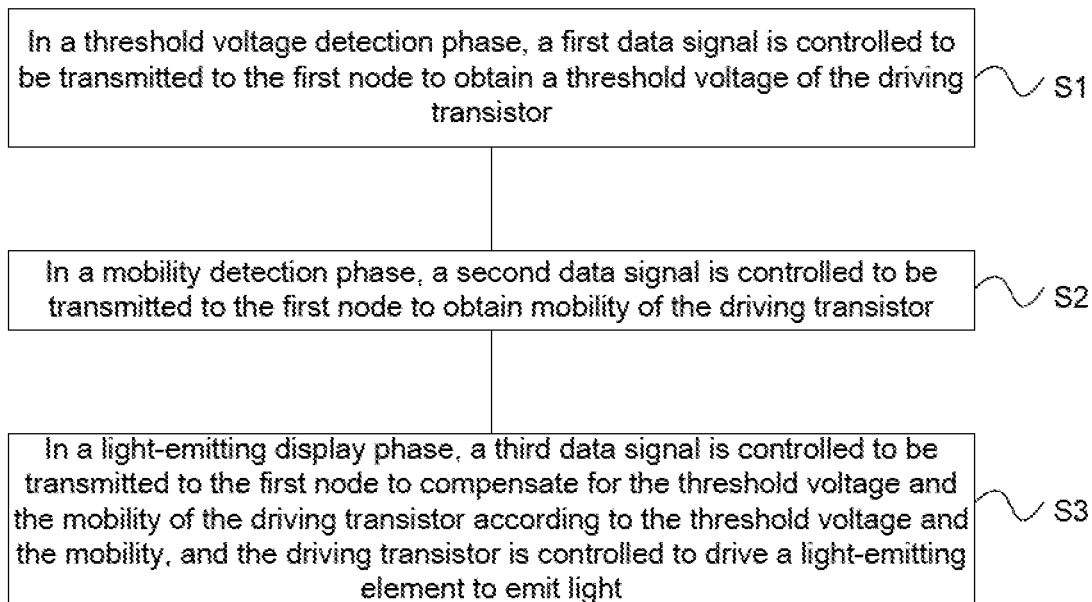 In a threshold voltage detection phase, a first data signal is controlled to
be transmitted to the first node to obtain a threshold voltage of the driving
transistor
S1
In a mobility detection phase, a second data signal is controlled to be
transmitted to the first node to obtain mobility of the driving transistor
S2
In a light-emitting display phase, a third data signal is controlled to be
transmitted to the first node to compensate for the threshold voltage and
the mobility of the driving transistor according to the threshold voltage and
the mobility, and the driving transistor is controlled to drive a light-emitting
element to emit light
S3